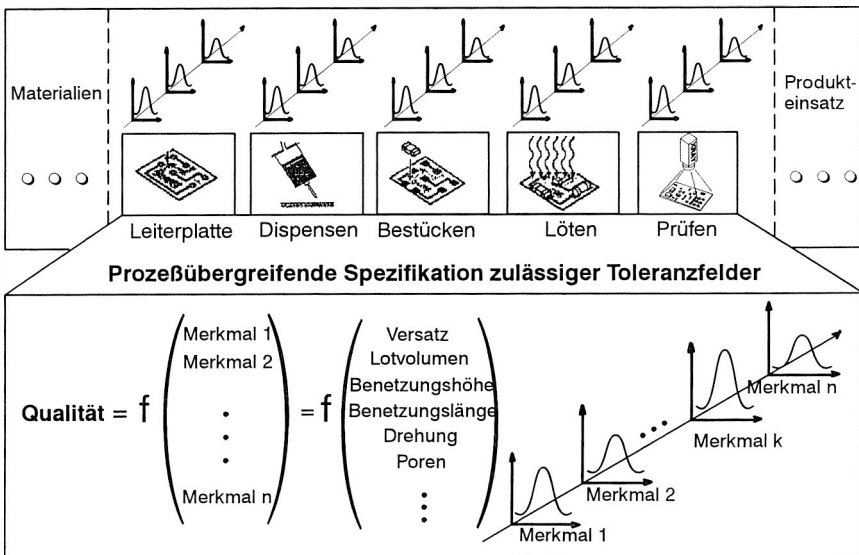 Materialien
Produkt-
einsatz
Leiterplatte
Dispensen
Bestücken
Löten
Prüfen
Prozeßübergreifende Spezifikation zulässiger Toleranzfelder
Qualität = f
Merkmal 1
Merkmal 2
Merkmal n
= f
Versatz
Lotvolumen
Benetzungshöhe
Benetzungslänge
Drehung
Poren
Merkmal 1
Merkmal 2
Merkmal k
Merkmal n